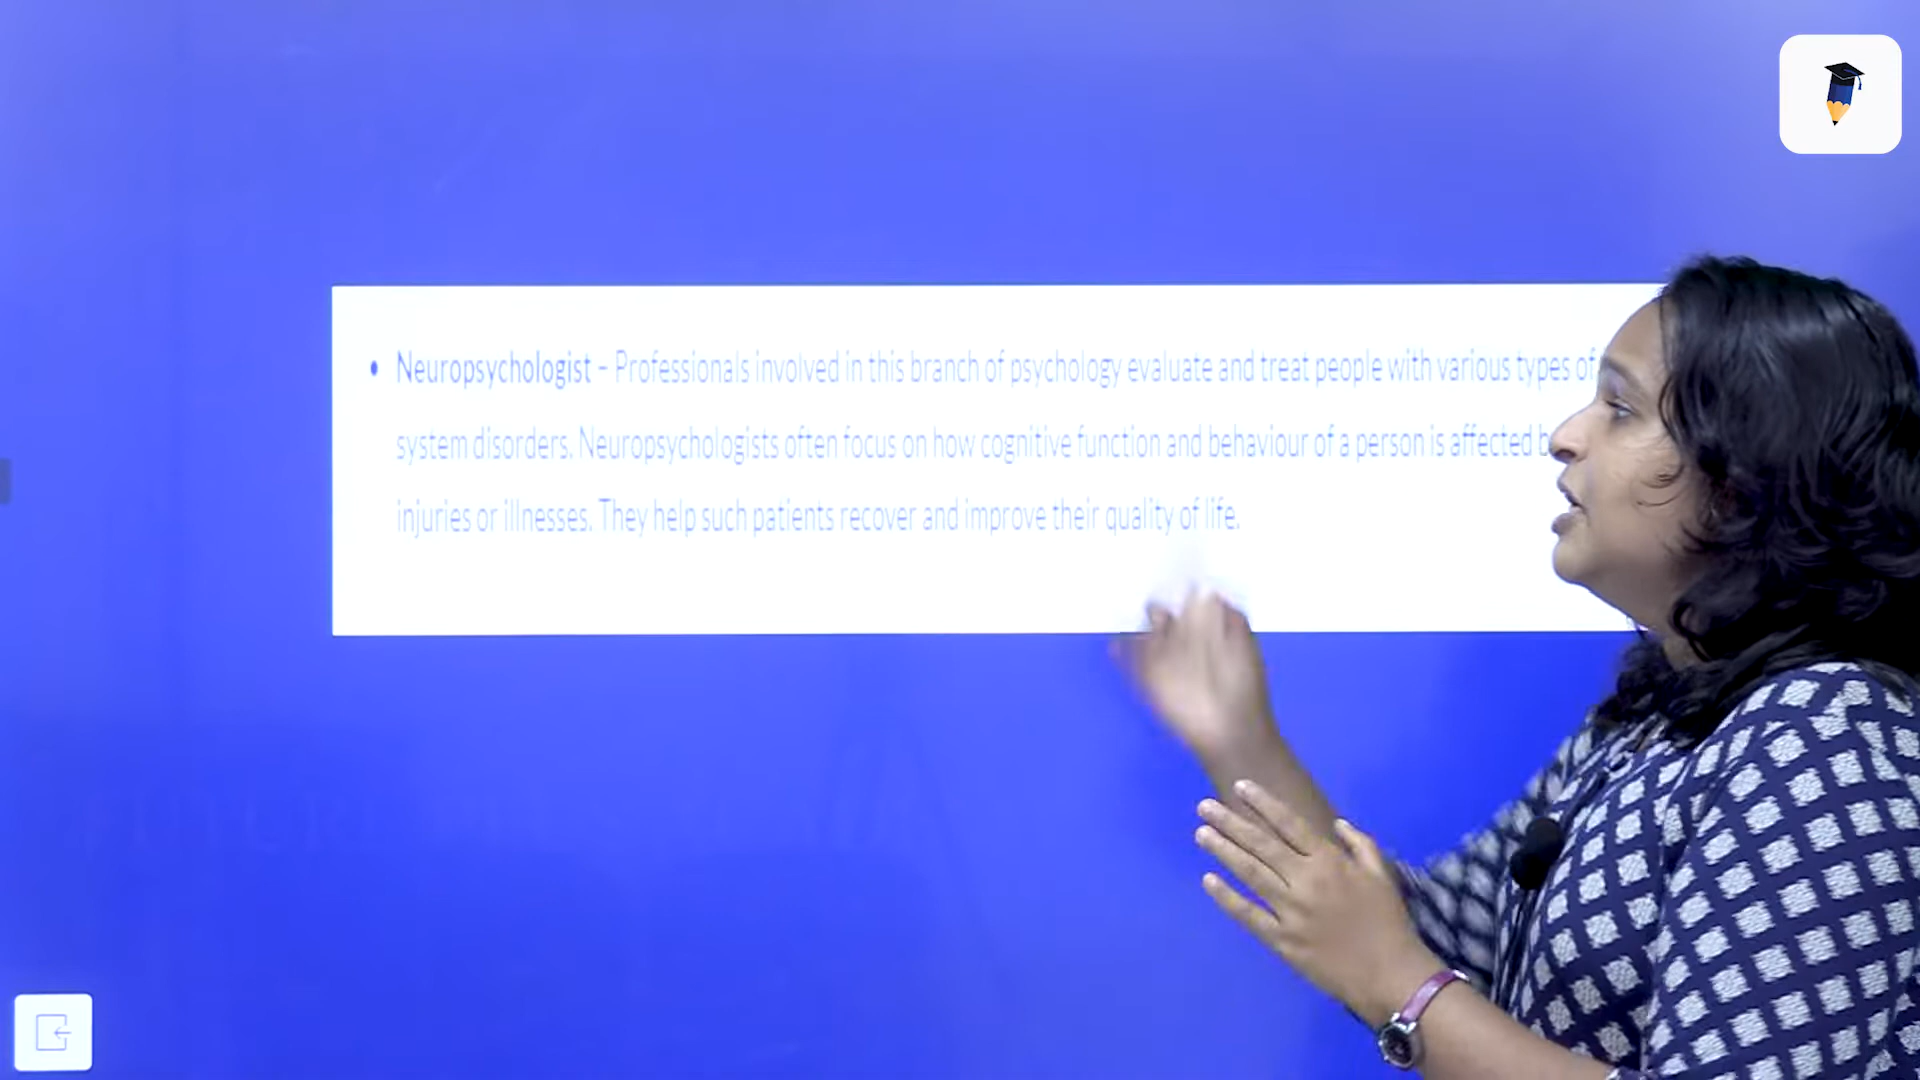 • Neuropsychologist – Professionals involved in this branch of psychology evaluate and treat people with various types of
system disorders. Neuropsychologists often focus on how cognitive function and behaviour of a person is affected
injuries or illnesses. They help such patients recover and improve their quality of life.